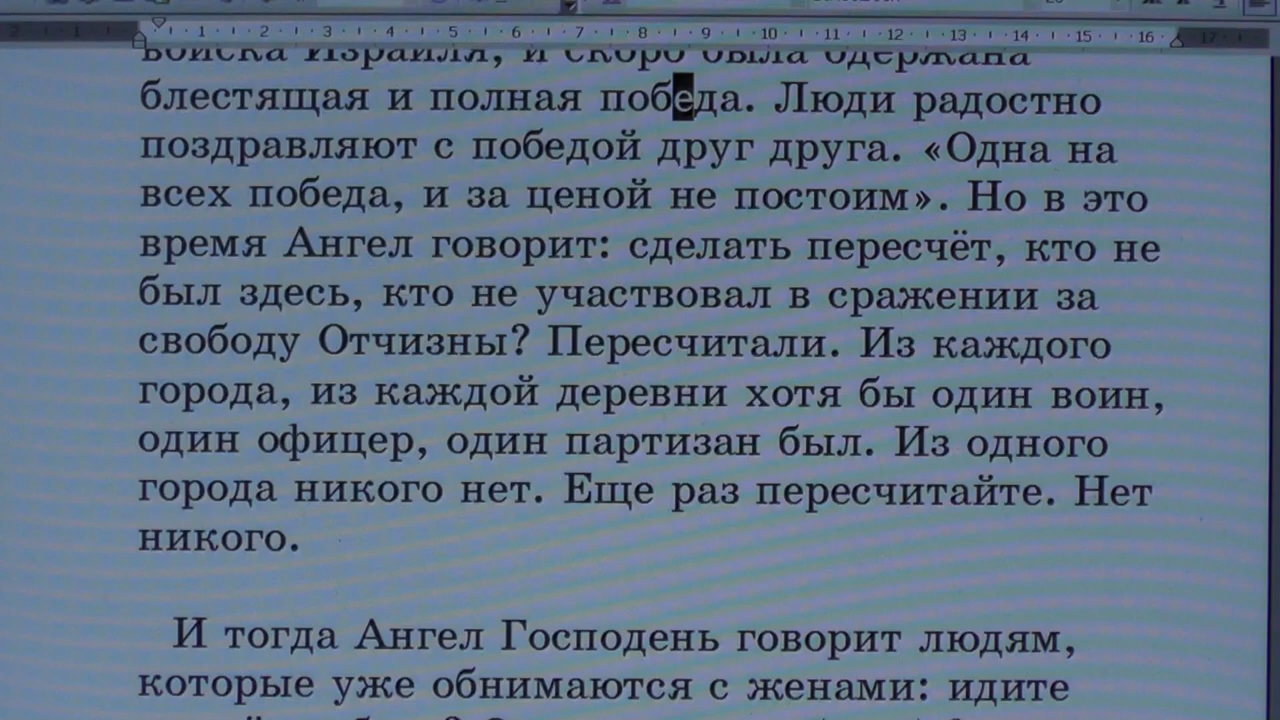 войска Израиля, и скоро была одержана
блестящая и полная победа. Люди радостно
поздравляют с победой друг друга. «Одна на
всех победа, и за ценой не постоим». Но в это
время Ангел говорит: сделать пересчёт, кто не
был здесь, кто не участвовал в сражении за
свободу Отчизны? Пересчитали. Из каждого
города, из каждой деревни хотя бы один воин,
один офицер, один партизан был. Из одного
города никого нет. Еще раз пересчитайте. Нет
никого.
И тогда Ангел Господень говорит людям,
которые уже обнимаются с женами: идите